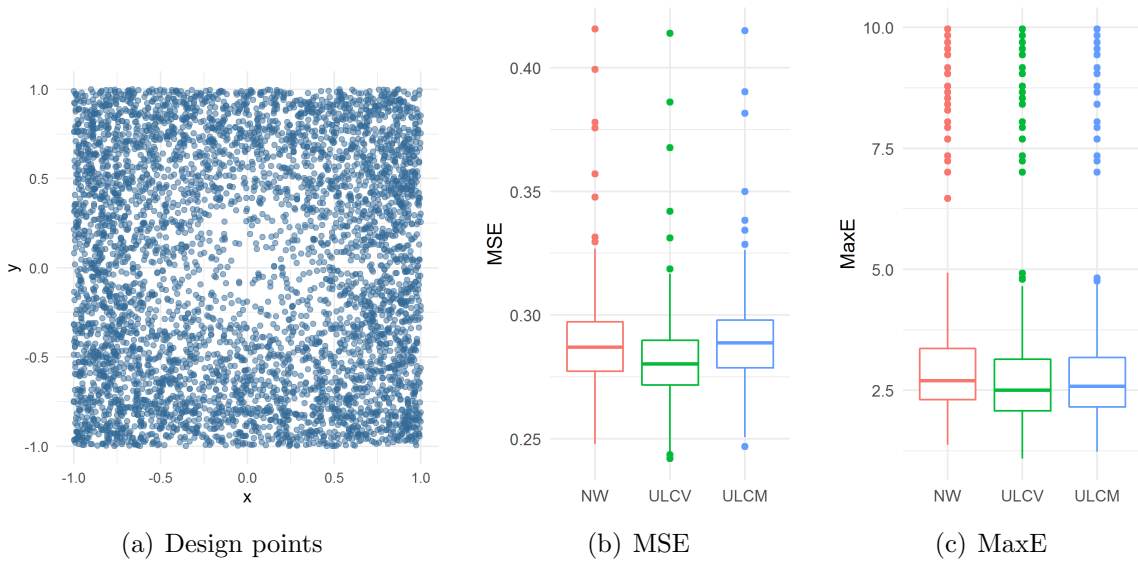 1.0
0.5
0.0
-0.5
-1.0
y
-1.0 -0.5 0.0 0.5 1.0
x
0.40
0.35
0.30
0.25
MSE
NW ULCV ULCM
10.0
7.5
5.0
2.5
MaxE
NW ULCV ULCM
(a) Design points
(b) MSE
(c) MaxE